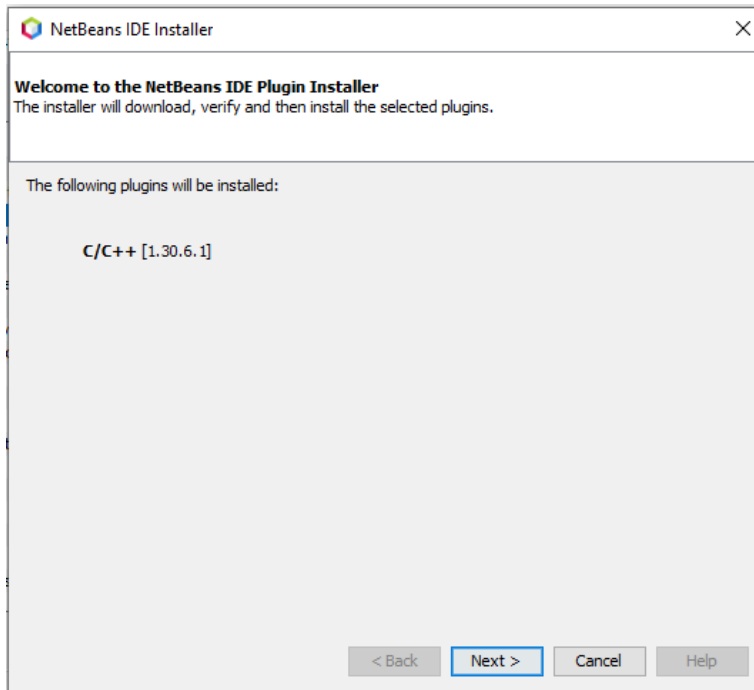 NetBeans IDE Installer
Welcome to the NetBeans IDE Plugin Installer
The installer will download, verify and then install the selected plugins.
The following plugins will be installed:
C/C++ [1.30.6.1]
< Back Next > Cancel Help